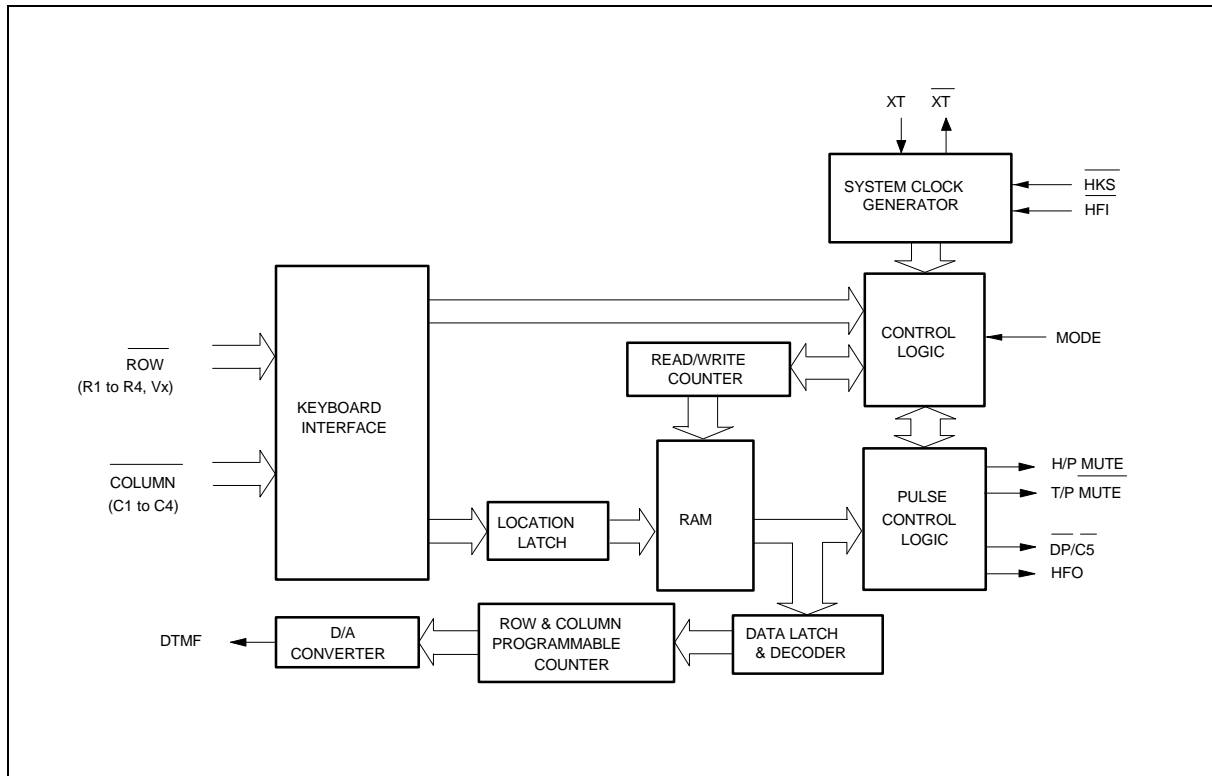 XT XT
SYSTEM CLOCK
GENERATOR
HKS
HFI
KEYBOARD
INTERFACE
ROW
(R1 to R4, Vx)
COLUMN
(C1 to C4)
CONTROL
LOGIC
MODE
READ/WRITE
COUNTER
LOCATION
LATCH
RAM
PULSE
CONTROL
LOGIC
H/P MUTE
T/P MUTE
DP/C5
HFO
DTMF
D/A
CONVERTER
ROW & COLUMN
PROGRAMMABLE
COUNTER
DATA LATCH
& DECODER